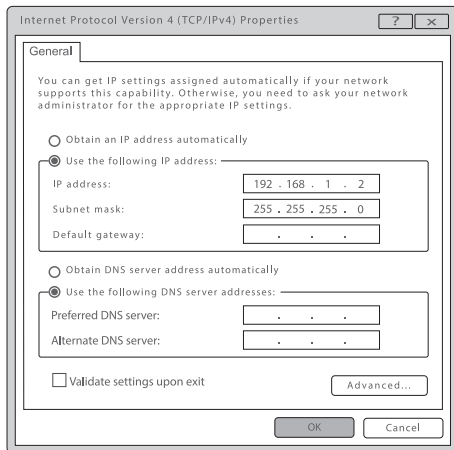 Internet Protocol Version 4 (TCP/IPv4) Properties ? ×
General
You can get IP settings assigned automatically if your network
supports this capability. Otherwise, you need to ask your network
administrator for the appropriate IP settings.
Obtain an IP address automatically
Use the following IP address:
IP address: 192 . 168 . 1 . 2
Subnet mask: 255 . 255 . 255 . 0
Default gateway: . . .
Obtain DNS server address automatically
Use the following DNS server addresses:
Preferred DNS server: . . .
Alternate DNS server: . . .
Validate settings upon exit
Advanced...
OK Cancel